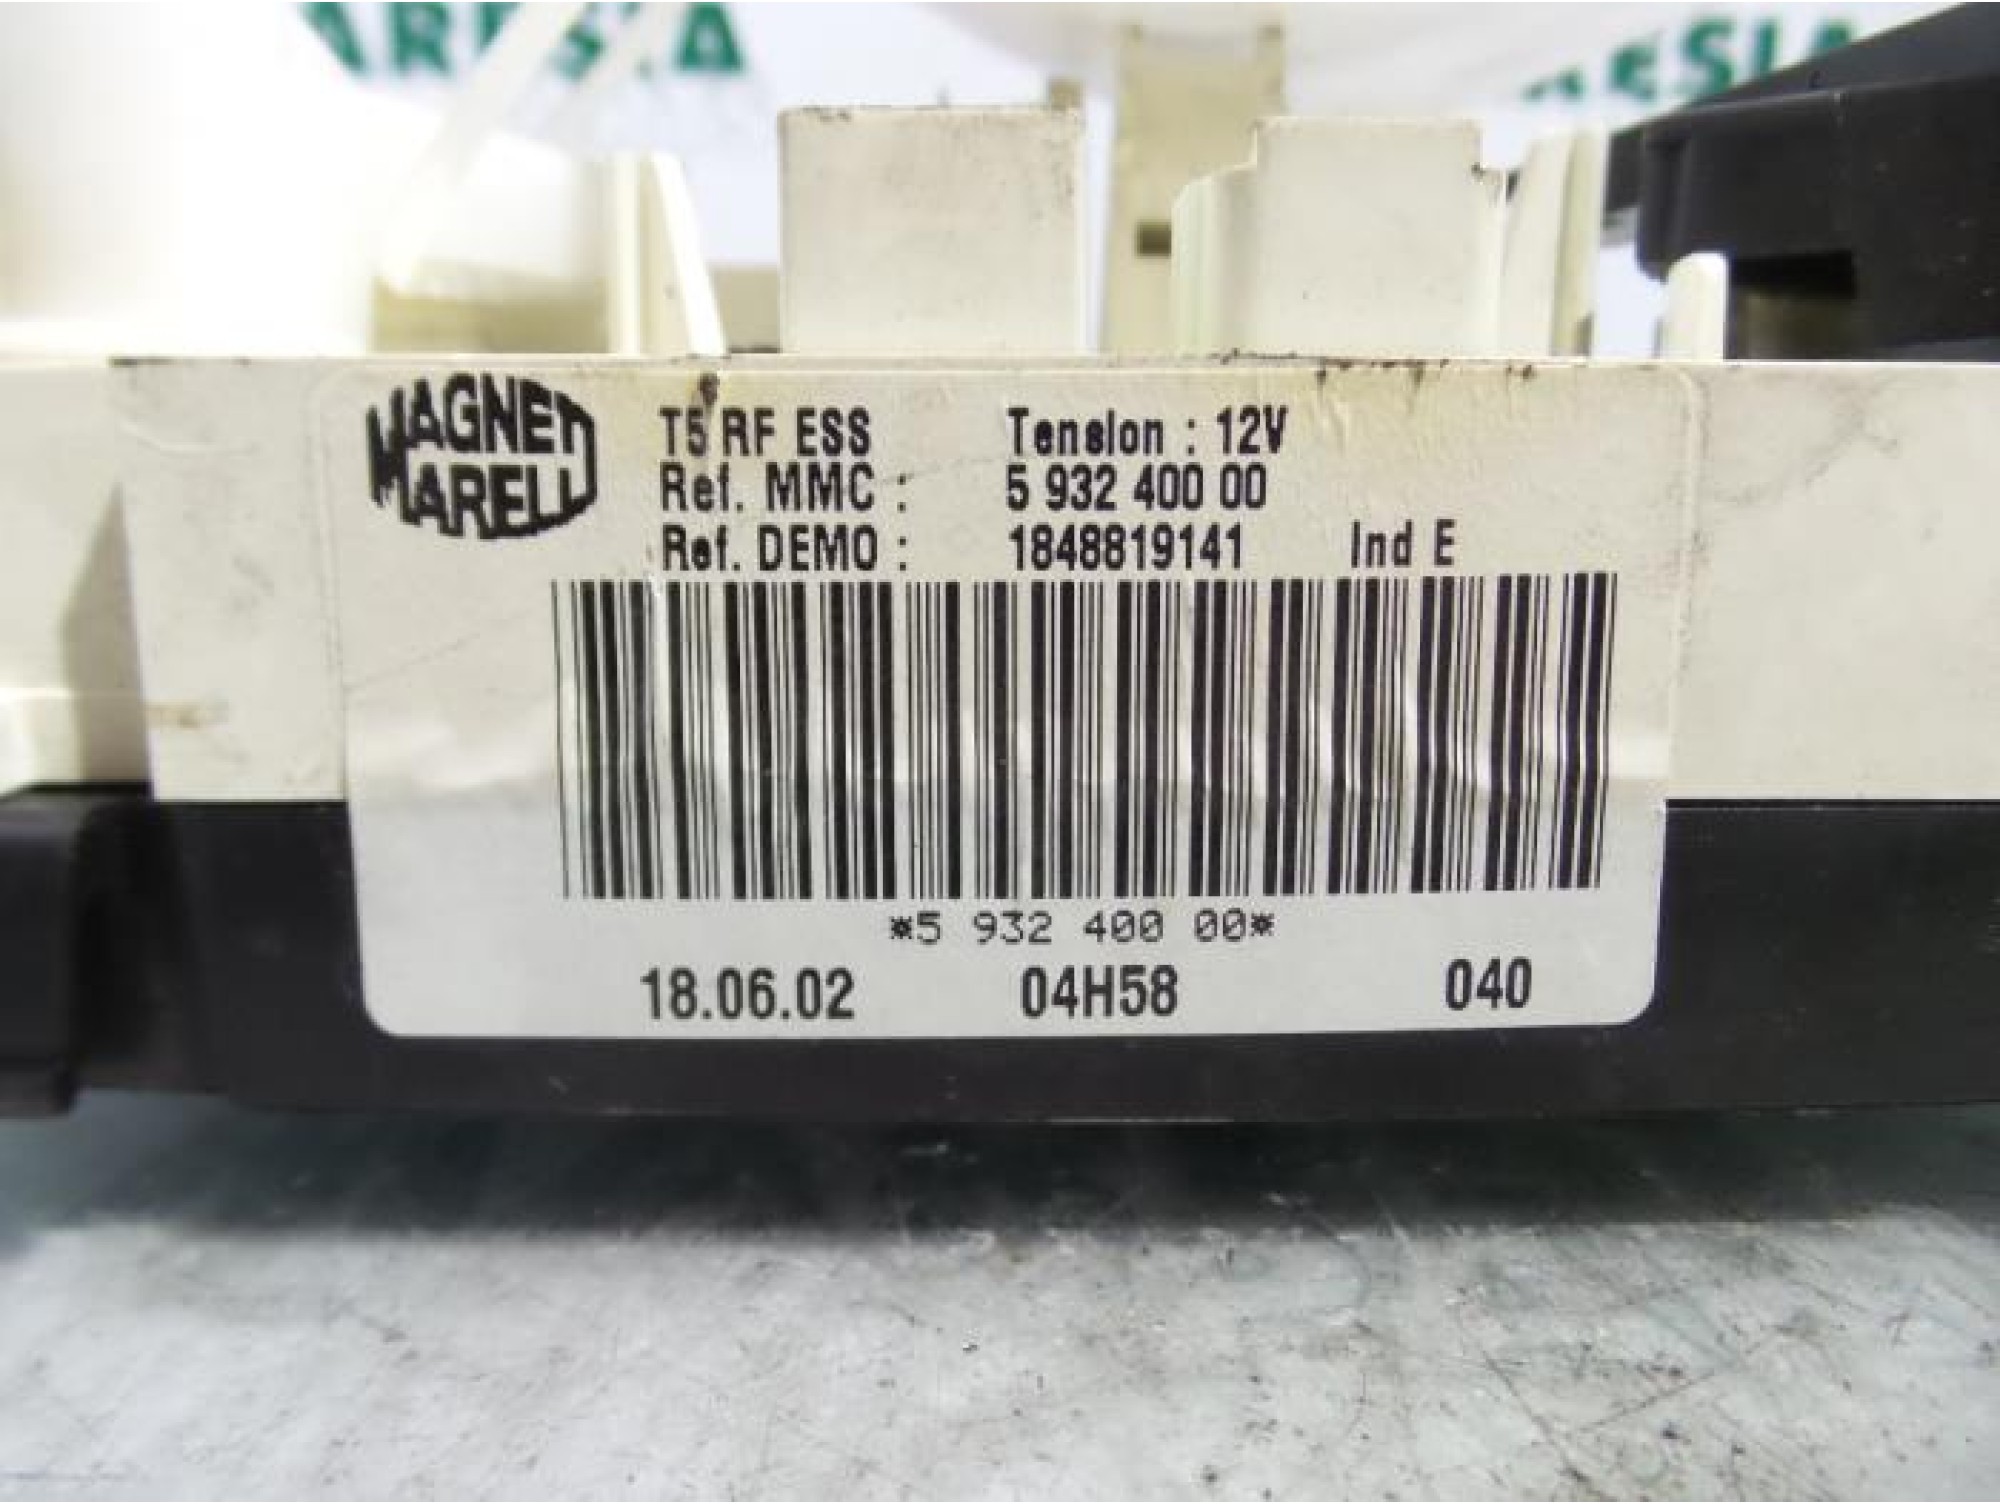 MAGNETI
MARELLI
T5 RF ESS Tension : 12V
Ref. MMC : 5 932 400 00
Ref. DEMO : 1848819141 Ind E
*5 932 400 00*
18.06.02 04H58 040